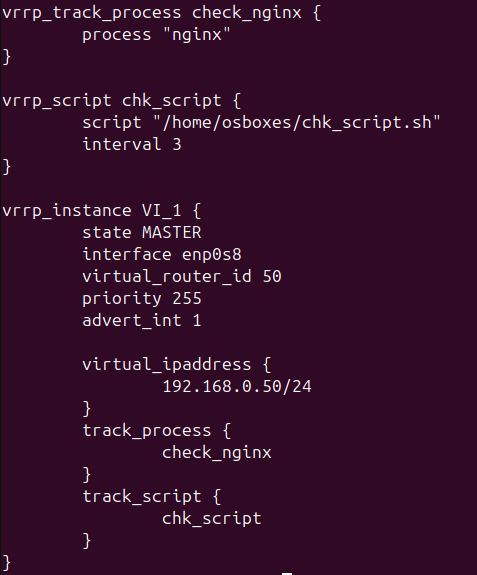 vrrp_track_process check_nginx {
        process "nginx"
}

vrrp_script chk_script {
        script "/home/osboxes/chk_script.sh"
        interval 3
}

vrrp_instance VI_1 {
        state MASTER
        interface enp0s8
        virtual_router_id 50
        priority 255
        advert_int 1

        virtual_ipaddress {
                192.168.0.50/24
        }
        track_process {
                check_nginx
        }
        track_script {
                chk_script
        }
}